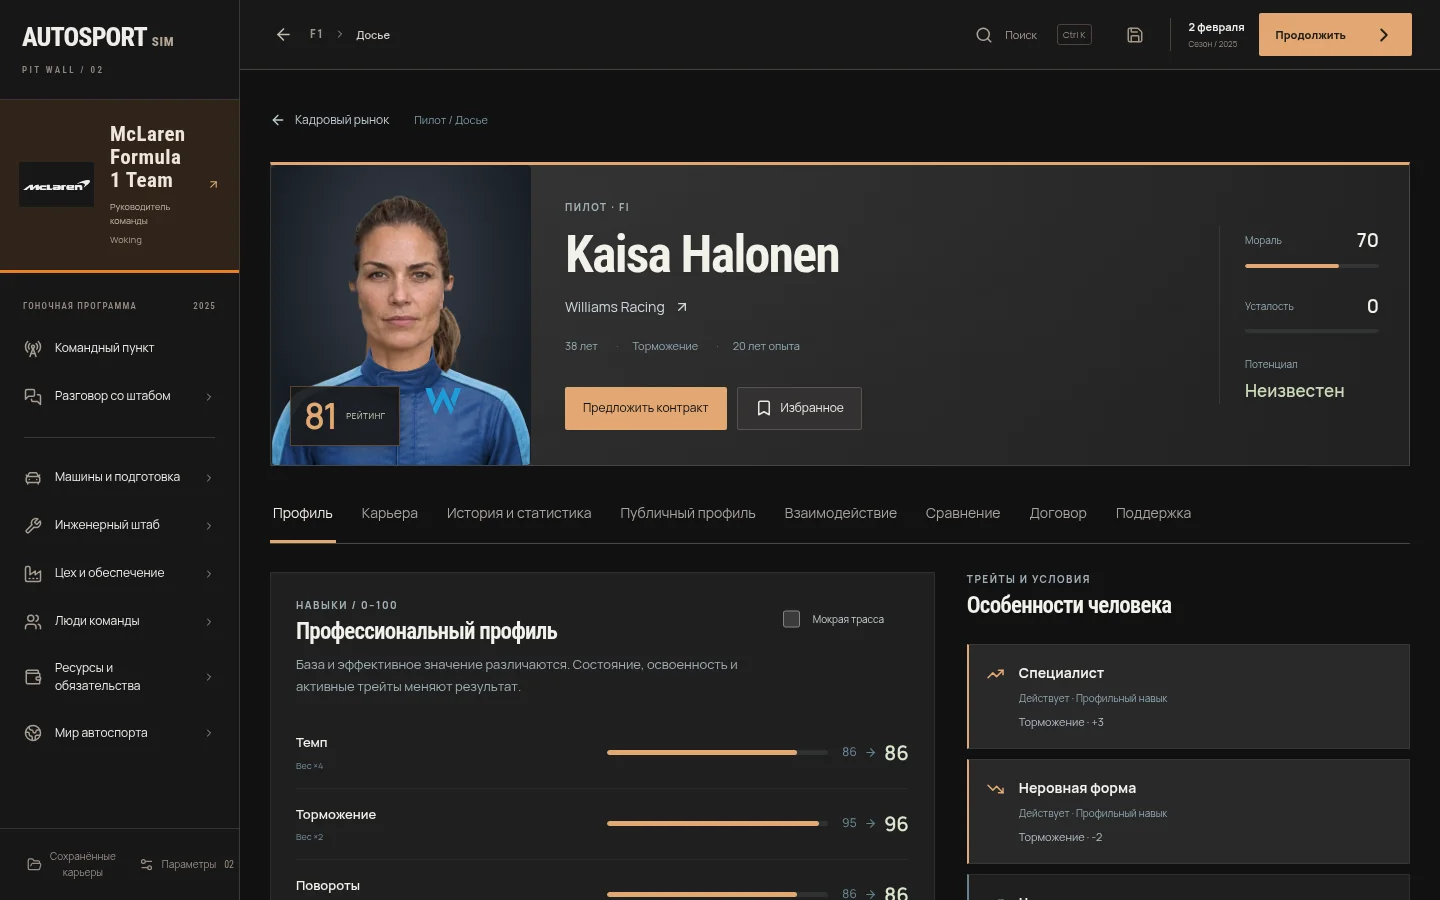 AUTOSPORT SIM
PIT WALL / 02
McLaren
McLaren
Formula
1 Team
Руководитель
команды
Woking
ГОНОЧНАЯ ПРОГРАММА 2025
Командный пункт
Разговор со штабом
Машины и подготовка
Инженерный штаб
Цех и обеспечение
Люди команды
Ресурсы и
обязательства
Мир автоспорта
Сохранённые
карьеры
Параметры 02
F1 Досье
Поиск Ctrl K
2 февраля
Сезон / 2025
Продолжить
Кадровый рынок Пилот / Досье
81 РЕЙТИНГ
W
ПИЛОТ · FI
Kaisa Halonen
Williams Racing
38 лет · Торможение · 20 лет опыта
Предложить контракт Избранное
Мораль 70
Усталость 0
Потенциал
Неизвестен
Профиль Карьера История и статистика Публичный профиль Взаимодействие Сравнение Договор Поддержка
НАВЫКИ / 0–100
Профессиональный профиль
Мокрая трасса
База и эффективное значение различаются. Состояние, освоенность и
активные трейты меняют результат.
Темп
Вес ×4
86 → 86
Торможение
Вес ×2
95 → 96
Повороты
86 → 86
ТРЕЙТЫ И УСЛОВИЯ
Особенности человека
Специалист
Действует · Профильный навык
Торможение · +3
Неровная форма
Действует · Профильный навык
Торможение · -2